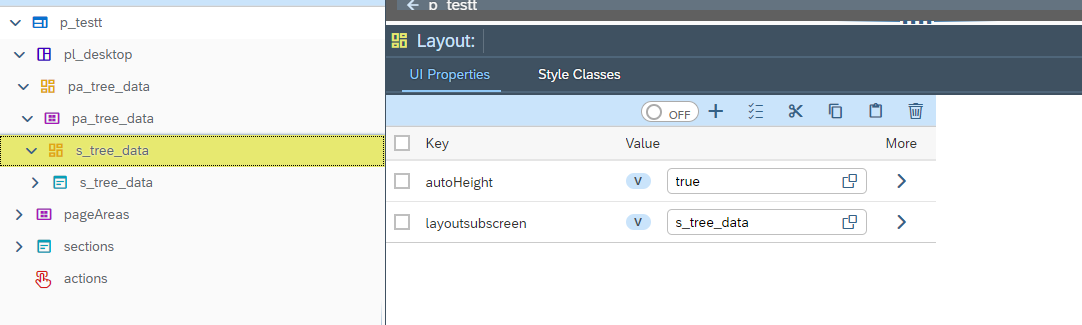 p_testt
pl_desktop
pa_tree_data
pa_tree_data
s_tree_data
s_tree_data
pageAreas
sections
actions
p_testt
Layout:
UI Properties Style Classes
OFF
Key Value More
autoHeight V true
layoutsubscreen V s_tree_data